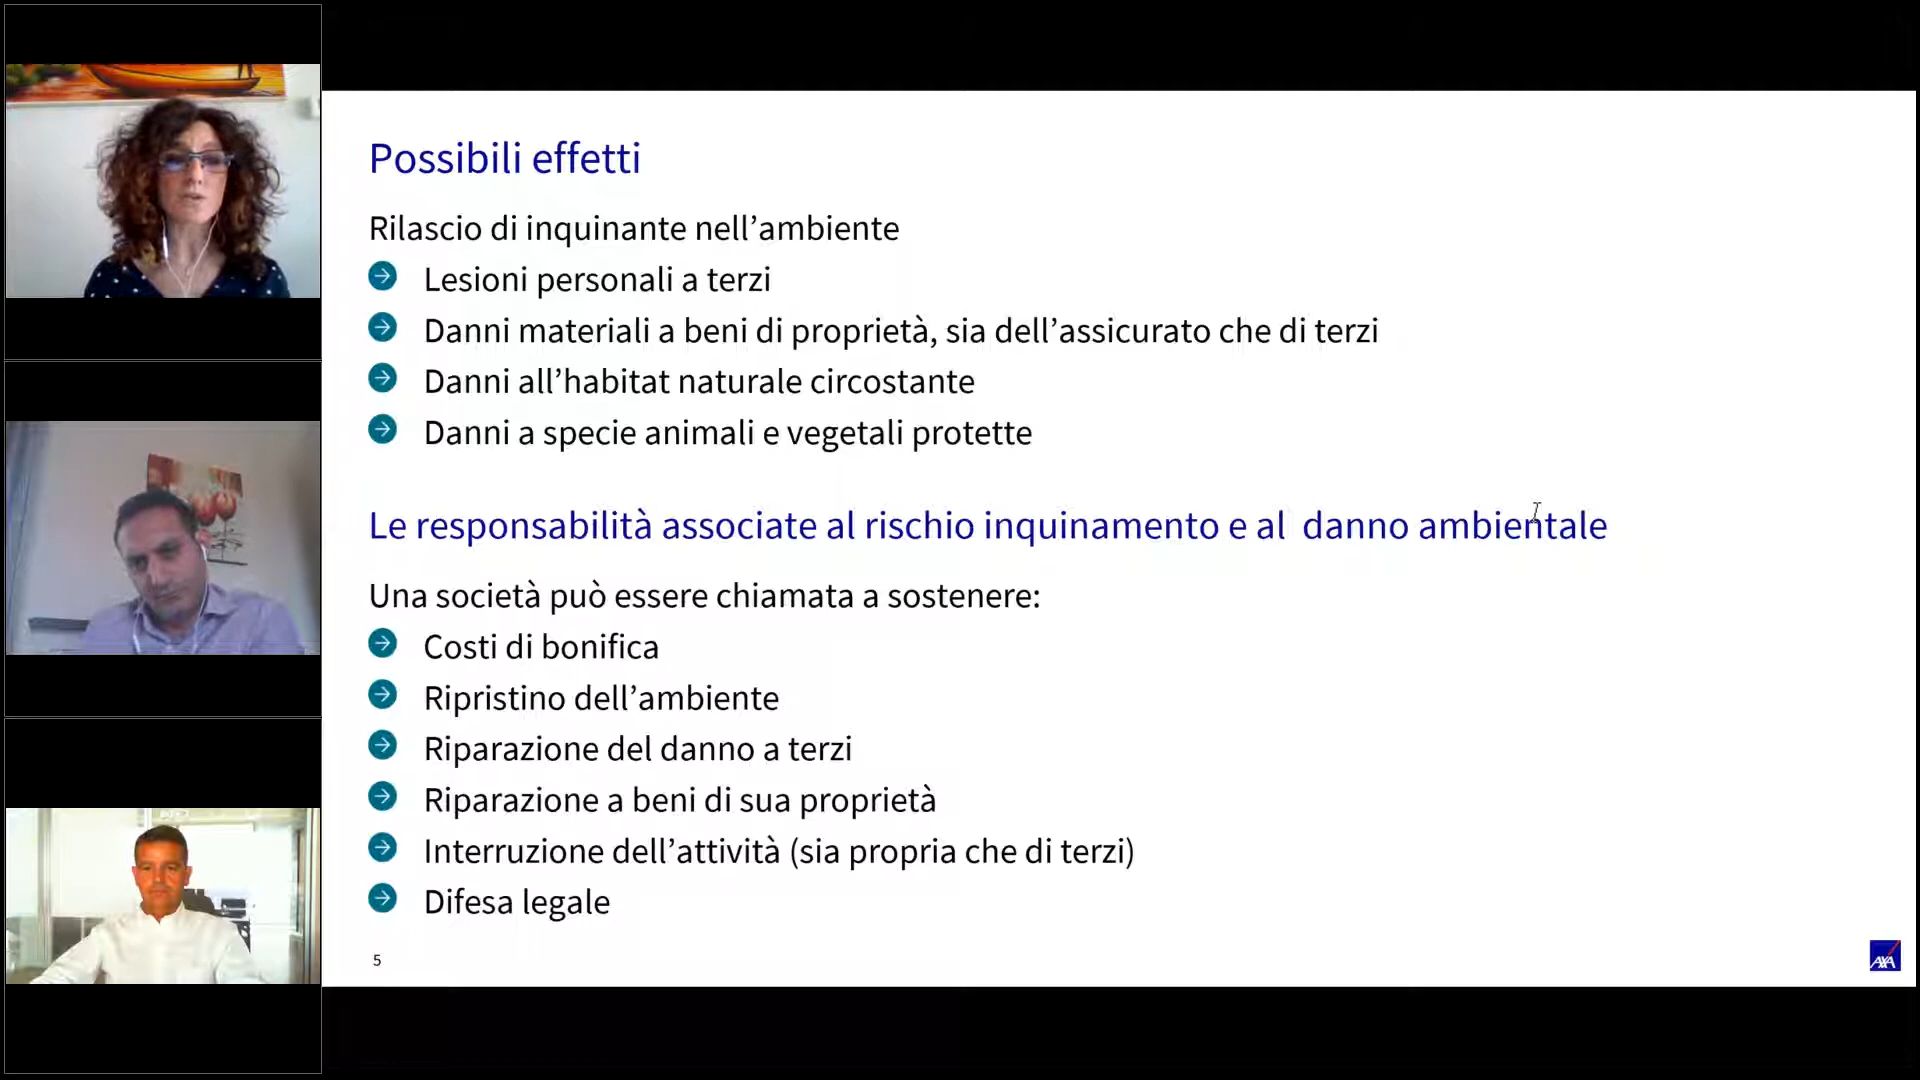 Possibili effetti
Rilascio di inquinante nell’ambiente
Lesioni personali a terzi
Danni materiali a beni di proprietà, sia dell’assicurato che di terzi
Danni all’habitat naturale circostante
Danni a specie animali e vegetali protette
Le responsabilità associate al rischio inquinamento e al  danno ambientale
Una società può essere chiamata a sostenere:
Costi di bonifica
Ripristino dell’ambiente
Riparazione del danno a terzi
Riparazione a beni di sua proprietà
Interruzione dell’attività (sia propria che di terzi)
Difesa legale
5
AXA